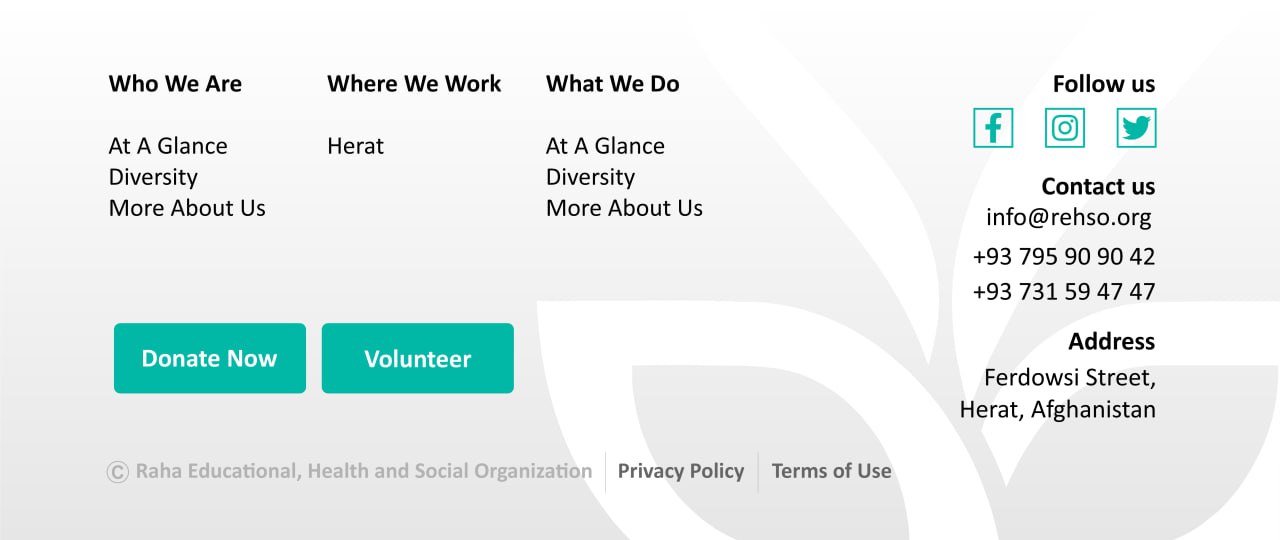 Who We Are
At A Glance
Diversity
More About Us
Where We Work
Herat
What We Do
At A Glance
Diversity
More About Us
Follow us
Contact us
info@rehso.org
+93 795 90 90 42
+93 731 59 47 47
Address
Ferdowsi Street,
Herat, Afghanistan
Donate Now
Volunteer
© Raha Educational, Health and Social Organization
Privacy Policy
Terms of Use